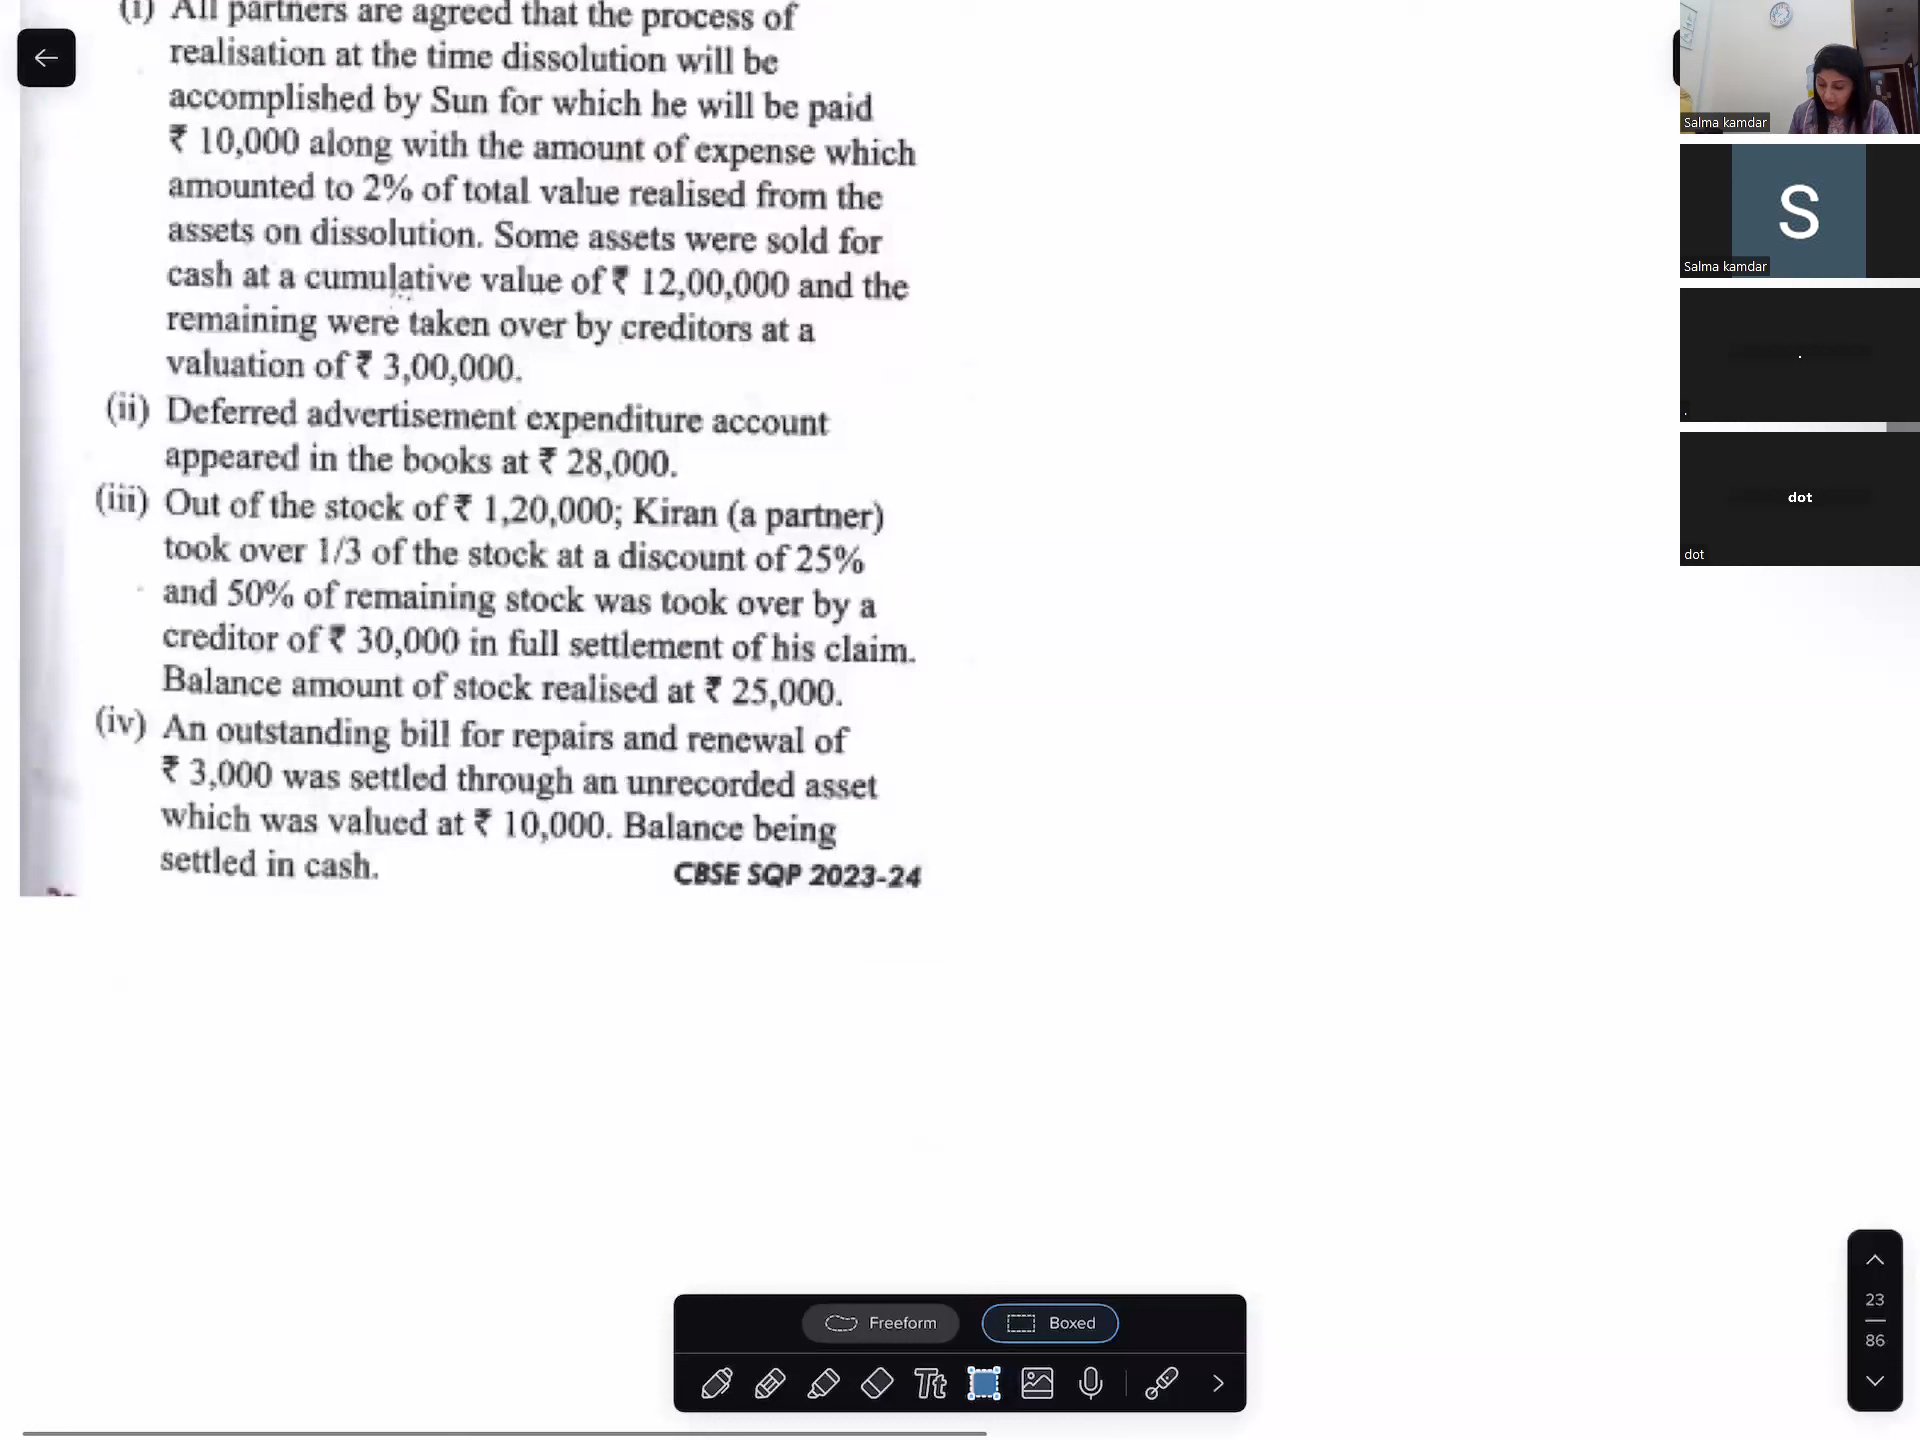 (i) All partners are agreed that the process of
realisation at the time dissolution will be
accomplished by Sun for which he will be paid
₹ 10,000 along with the amount of expense which
amounted to 2% of total value realised from the
assets on dissolution. Some assets were sold for
cash at a cumulative value of ₹ 12,00,000 and the
remaining were taken over by creditors at a
valuation of ₹ 3,00,000.
(ii) Deferred advertisement expenditure account
appeared in the books at ₹ 28,000.
(iii) Out of the stock of ₹ 1,20,000; Kiran (a partner)
took over 1/3 of the stock at a discount of 25%
and 50% of remaining stock was took over by a
creditor of ₹ 30,000 in full settlement of his claim.
Balance amount of stock realised at ₹ 25,000.
(iv) An outstanding bill for repairs and renewal of
₹ 3,000 was settled through an unrecorded asset
which was valued at ₹ 10,000. Balance being
settled in cash.
CBSE SQP 2023-24
Salma kamdar
S
Salma kamdar
.
.
dot
dot
Freeform
Boxed
Tt
23
86